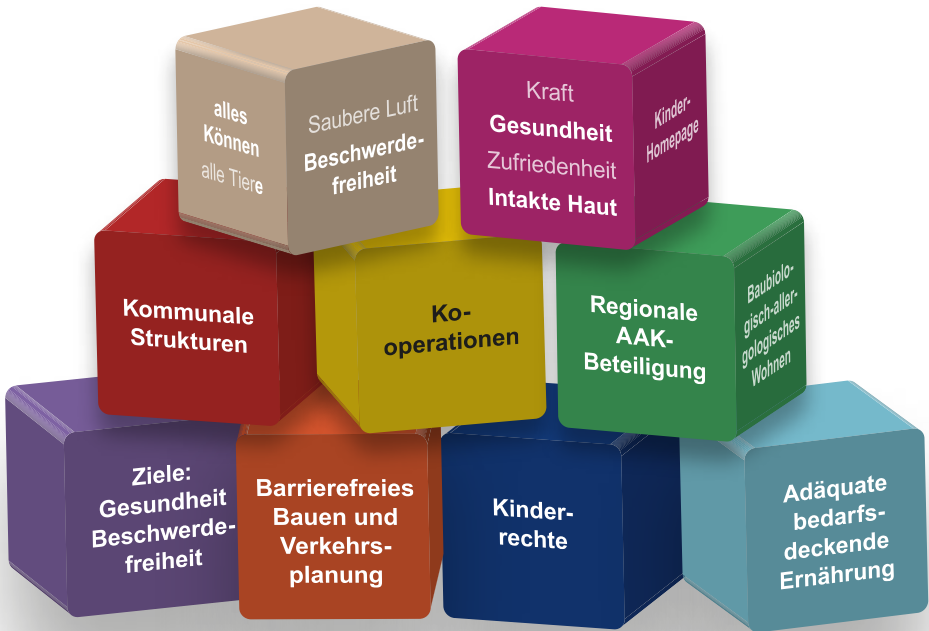 alles
Können
alle Tiere
Saubere Luft
Beschwerde-
freiheit
Kraft
Gesundheit
Zufriedenheit
Intakte Haut
Kinder-
Homepage
Kommunale
Strukturen
Ko-
operationen
Regionale
AAK-
Beteiligung
Baubiolo-
gisch-aller-
gologisches
Wohnen
Ziele:
Gesundheit
Beschwerde-
freiheit
Barrierefreies
Bauen und
Verkehrs-
planung
Kinder-
rechte
Adäquate
bedarfs-
deckende
Ernährung